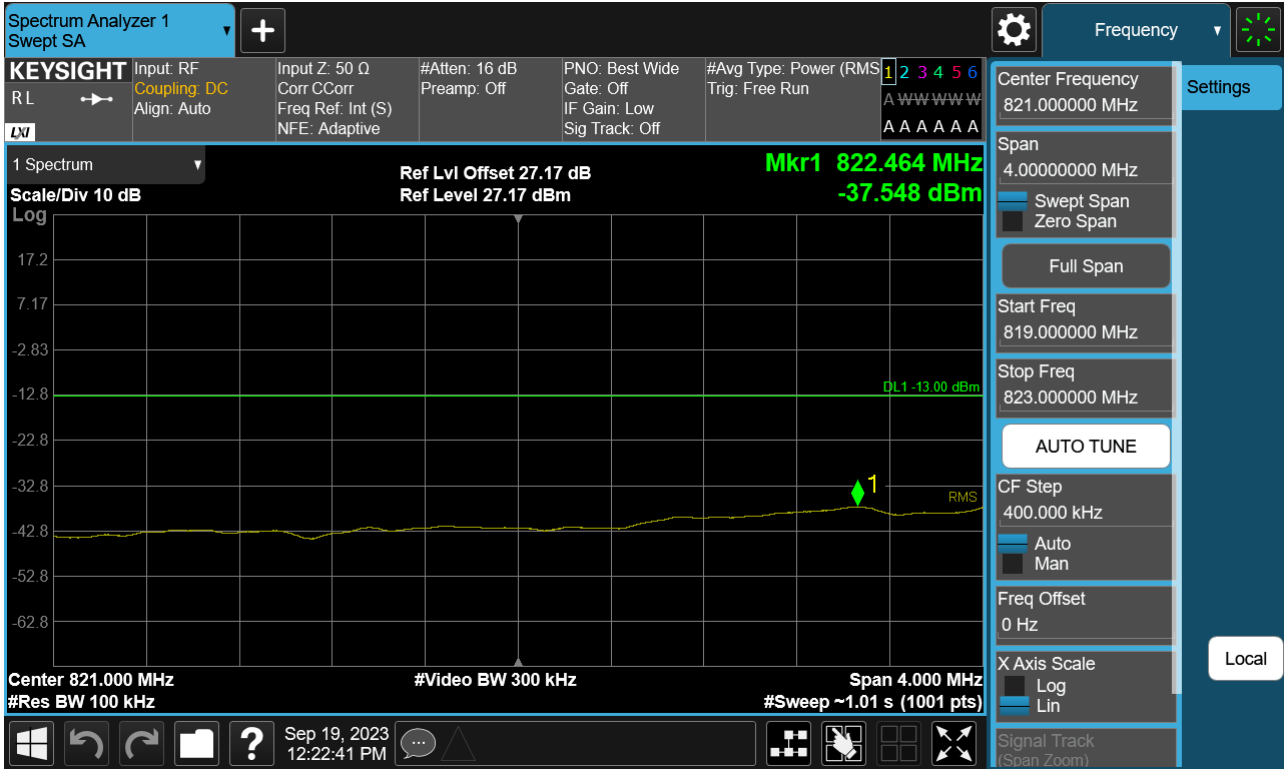 Spectrum Analyzer 1
Swept SA
+
Frequency
KEYSIGHT
R L
LXI
Input: RF
Coupling: DC
Align: Auto
Input Z: 50 Ω
Corr CCorr
Freq Ref: Int (S)
NFE: Adaptive
#Atten: 16 dB
Preamp: Off
PNO: Best Wide
Gate: Off
IF Gain: Low
Sig Track: Off
#Avg Type: Power (RMS
Trig: Free Run
1 2 3 4 5 6
A W W W W W
A A A A A A
1 Spectrum
Scale/Div 10 dB
Log
Ref Lvl Offset 27.17 dB
Ref Level 27.17 dBm
Mkr1 822.464 MHz
-37.548 dBm
17.2
7.17
-2.83
-12.8
-22.8
-32.8
-42.8
-52.8
-62.8
DL1 -13.00 dBm
1
RMS
Center 821.000 MHz
#Res BW 100 kHz
#Video BW 300 kHz
Span 4.000 MHz
#Sweep ~1.01 s (1001 pts)
Center Frequency
821.000000 MHz
Span
4.00000000 MHz
Swept Span
Zero Span
Full Span
Start Freq
819.000000 MHz
Stop Freq
823.000000 MHz
AUTO TUNE
CF Step
400.000 kHz
Auto
Man
Freq Offset
0 Hz
X Axis Scale
Log
Lin
Signal Track
(Span Zoom)
Settings
Local
?
Sep 19, 2023
12:22:41 PM